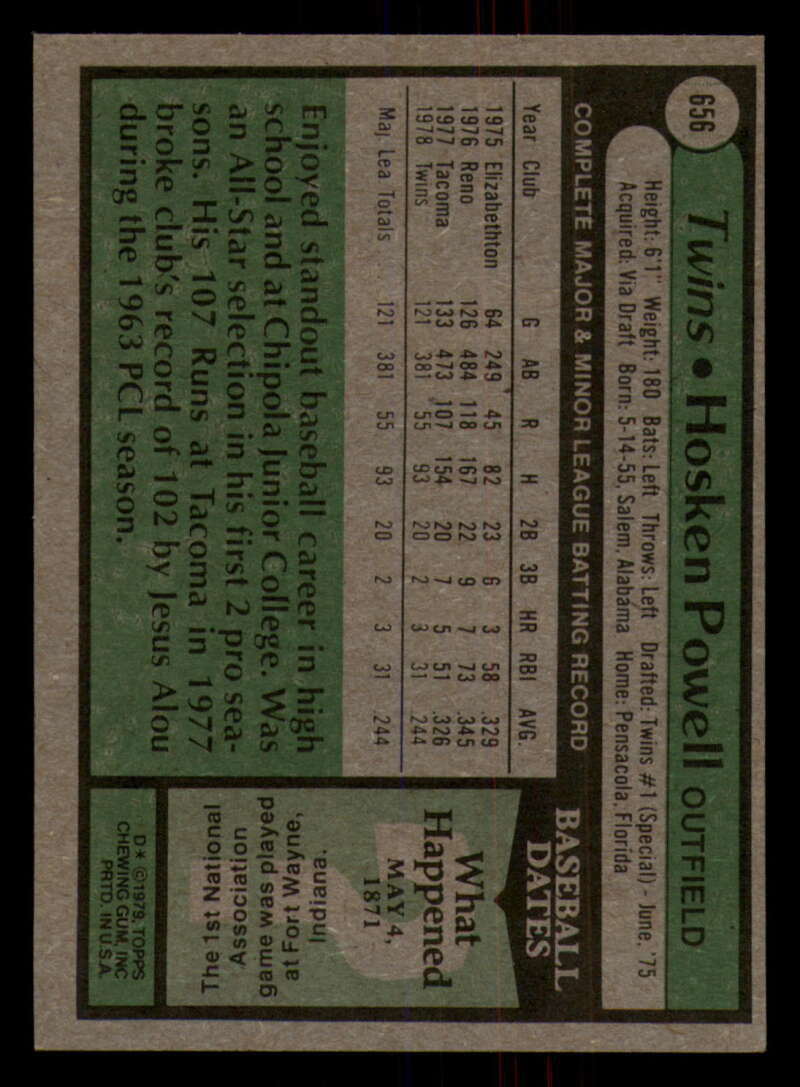 656
Twins • Hosken Powell OUTFIELD
Height: 6'1" Weight: 180 Bats: Left Throws: Left Drafted: Twins #1 (Special) - June, '75
Acquired: Via Draft Born: 5-14-55, Salem, Alabama Home: Pensacola, Florida
COMPLETE MAJOR & MINOR LEAGUE BATTING RECORD
Year Club G AB R H 2B 3B HR RBI AVG.
1975 Elizabethton 64 249 45 82 23 6 3 58 .329
1976 Reno 126 484 118 167 22 9 7 73 .345
1977 Tacoma 133 473 107 154 20 7 5 51 .326
1978 Twins 121 381 55 93 20 2 3 31 .244
Maj. Lea. Totals 121 381 55 93 20 2 3 31 .244
Enjoyed standout baseball career in high
school and at Chipola Junior College. Was
an All-Star selection in his first 2 pro sea-
sons. His 107 Runs at Tacoma in 1977
broke club's record of 102 by Jesus Alou
during the 1963 PCL season.
BASEBALL
DATES
What
Happened
MAY 4,
1871
The 1st National
Association
game was played
at Fort Wayne,
Indiana.
D* ©1979, TOPPS
CHEWING GUM, INC
PRTD. IN U.S.A.